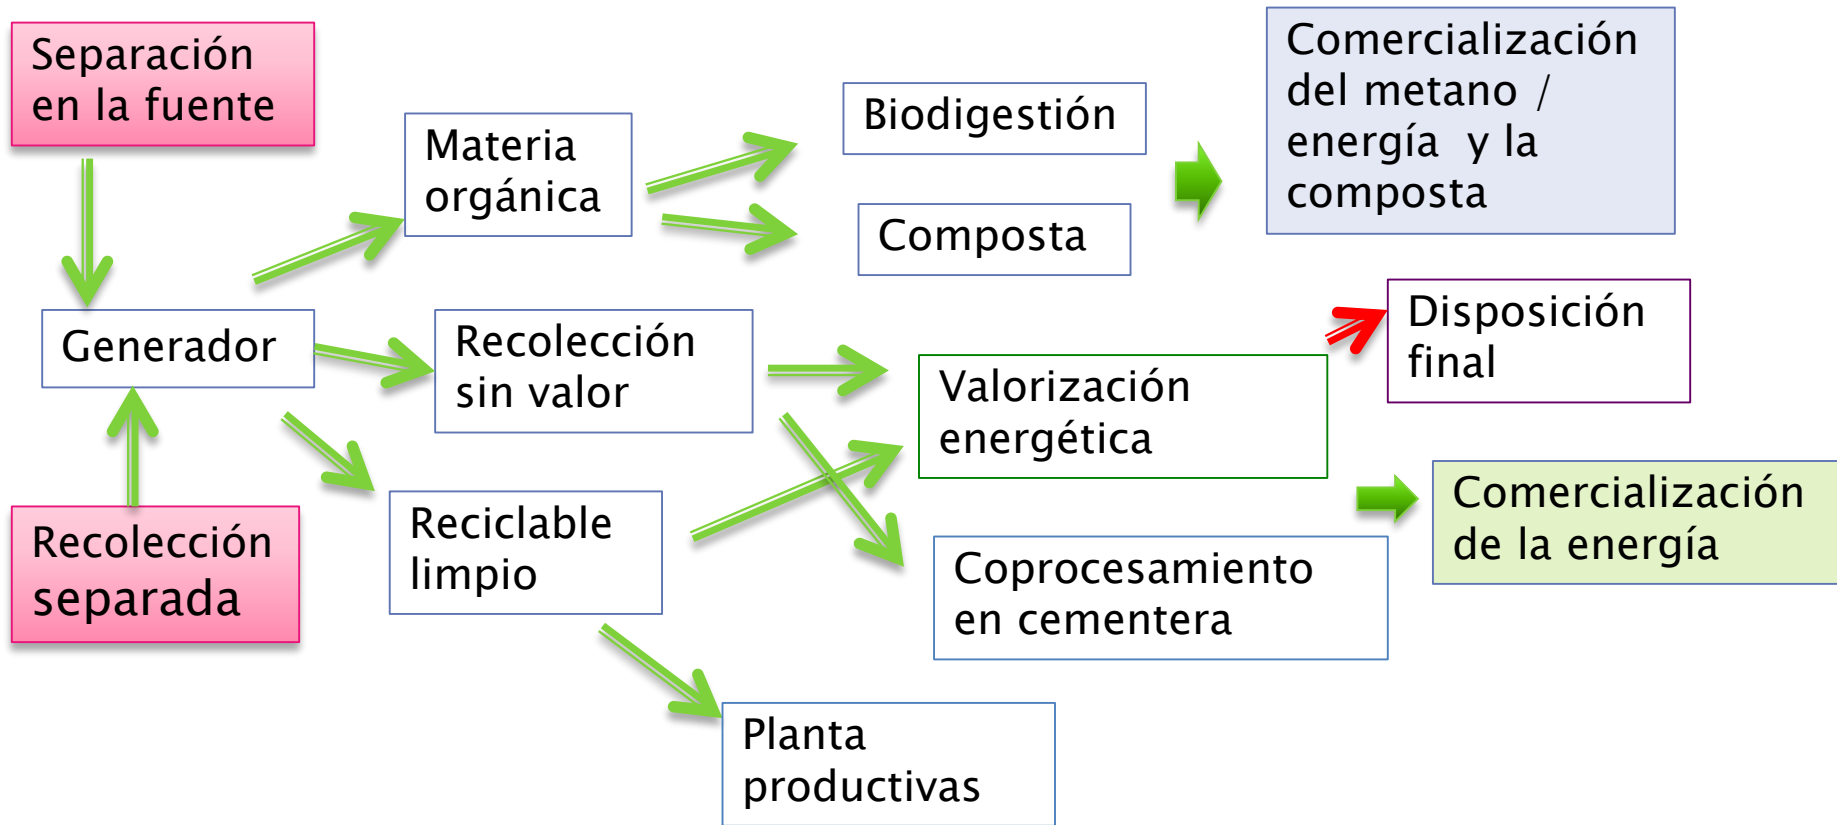 Separación
en la fuente
Generador
Recolección
separada
Materia
orgánica
Recolección
sin valor
Reciclable
limpio
Biodigestión
Composta
Valorización
energética
Coprocesamiento
en cementera
Planta
productivas
Comercialización
del metano /
energía y la
composta
Disposición
final
Comercialización
de la energía